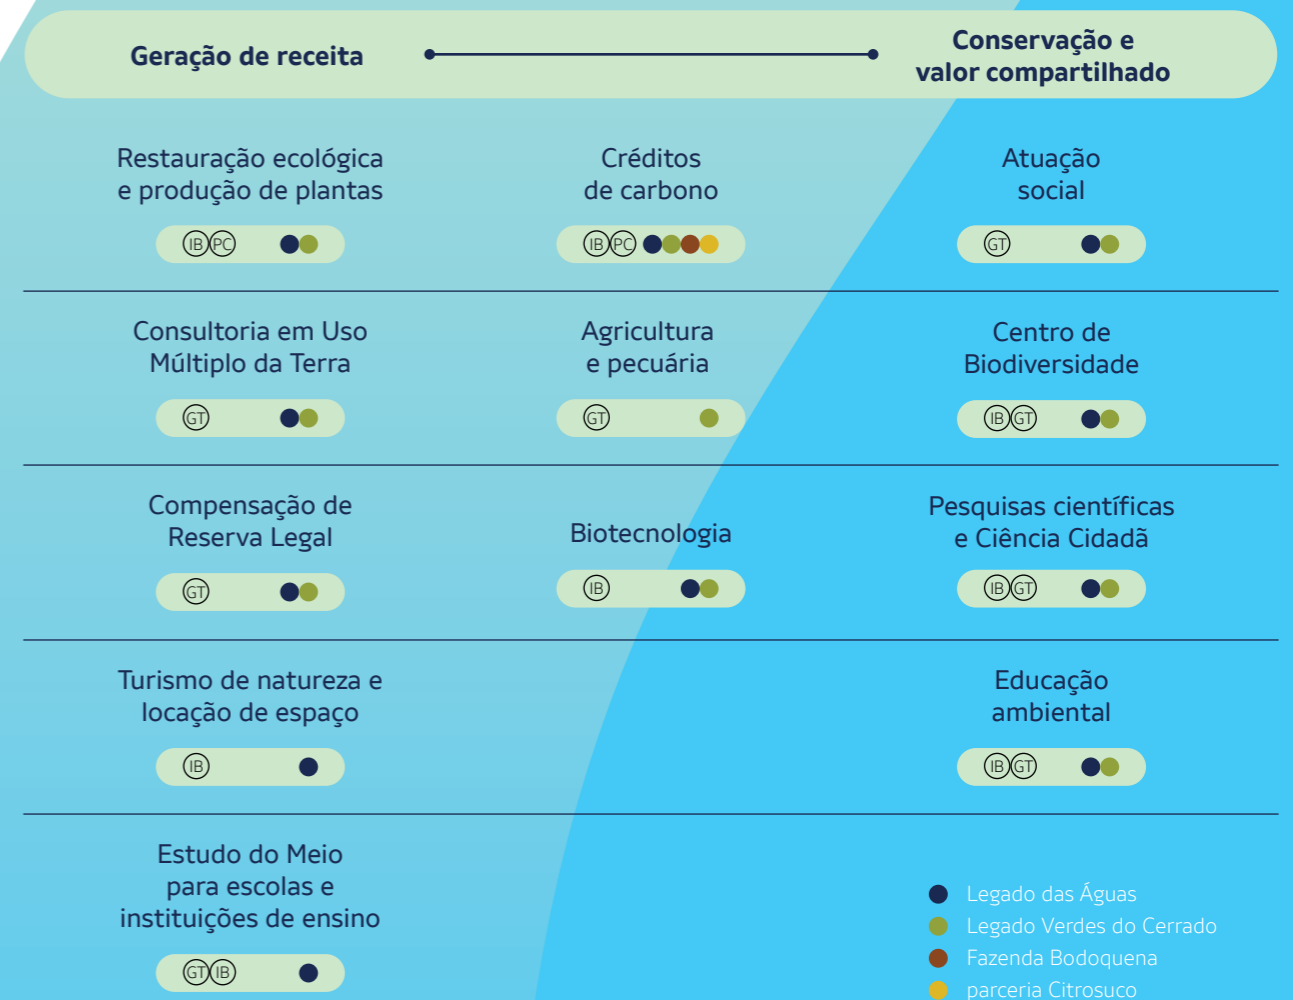 Geração de receita
Conservação e
valor compartilhado
Restauração ecológica
e produção de plantas
IB PC
Créditos
de carbono
IB PC
Atuação
social
GT
Consultoria em Uso
Múltiplo da Terra
GT
Agricultura
e pecuária
GT
Centro de
Biodiversidade
IB GT
Compensação de
Reserva Legal
GT
Biotecnologia
IB
Pesquisas científicas
e Ciência Cidadã
IB GT
Turismo de natureza e
locação de espaço
IB
Educação
ambiental
IB GT
Estudo do Meio
para escolas e
instituições de ensino
GT IB
Legado das Águas
Legado Verdes do Cerrado
Fazenda Bodoquena
parceria Citrosuco